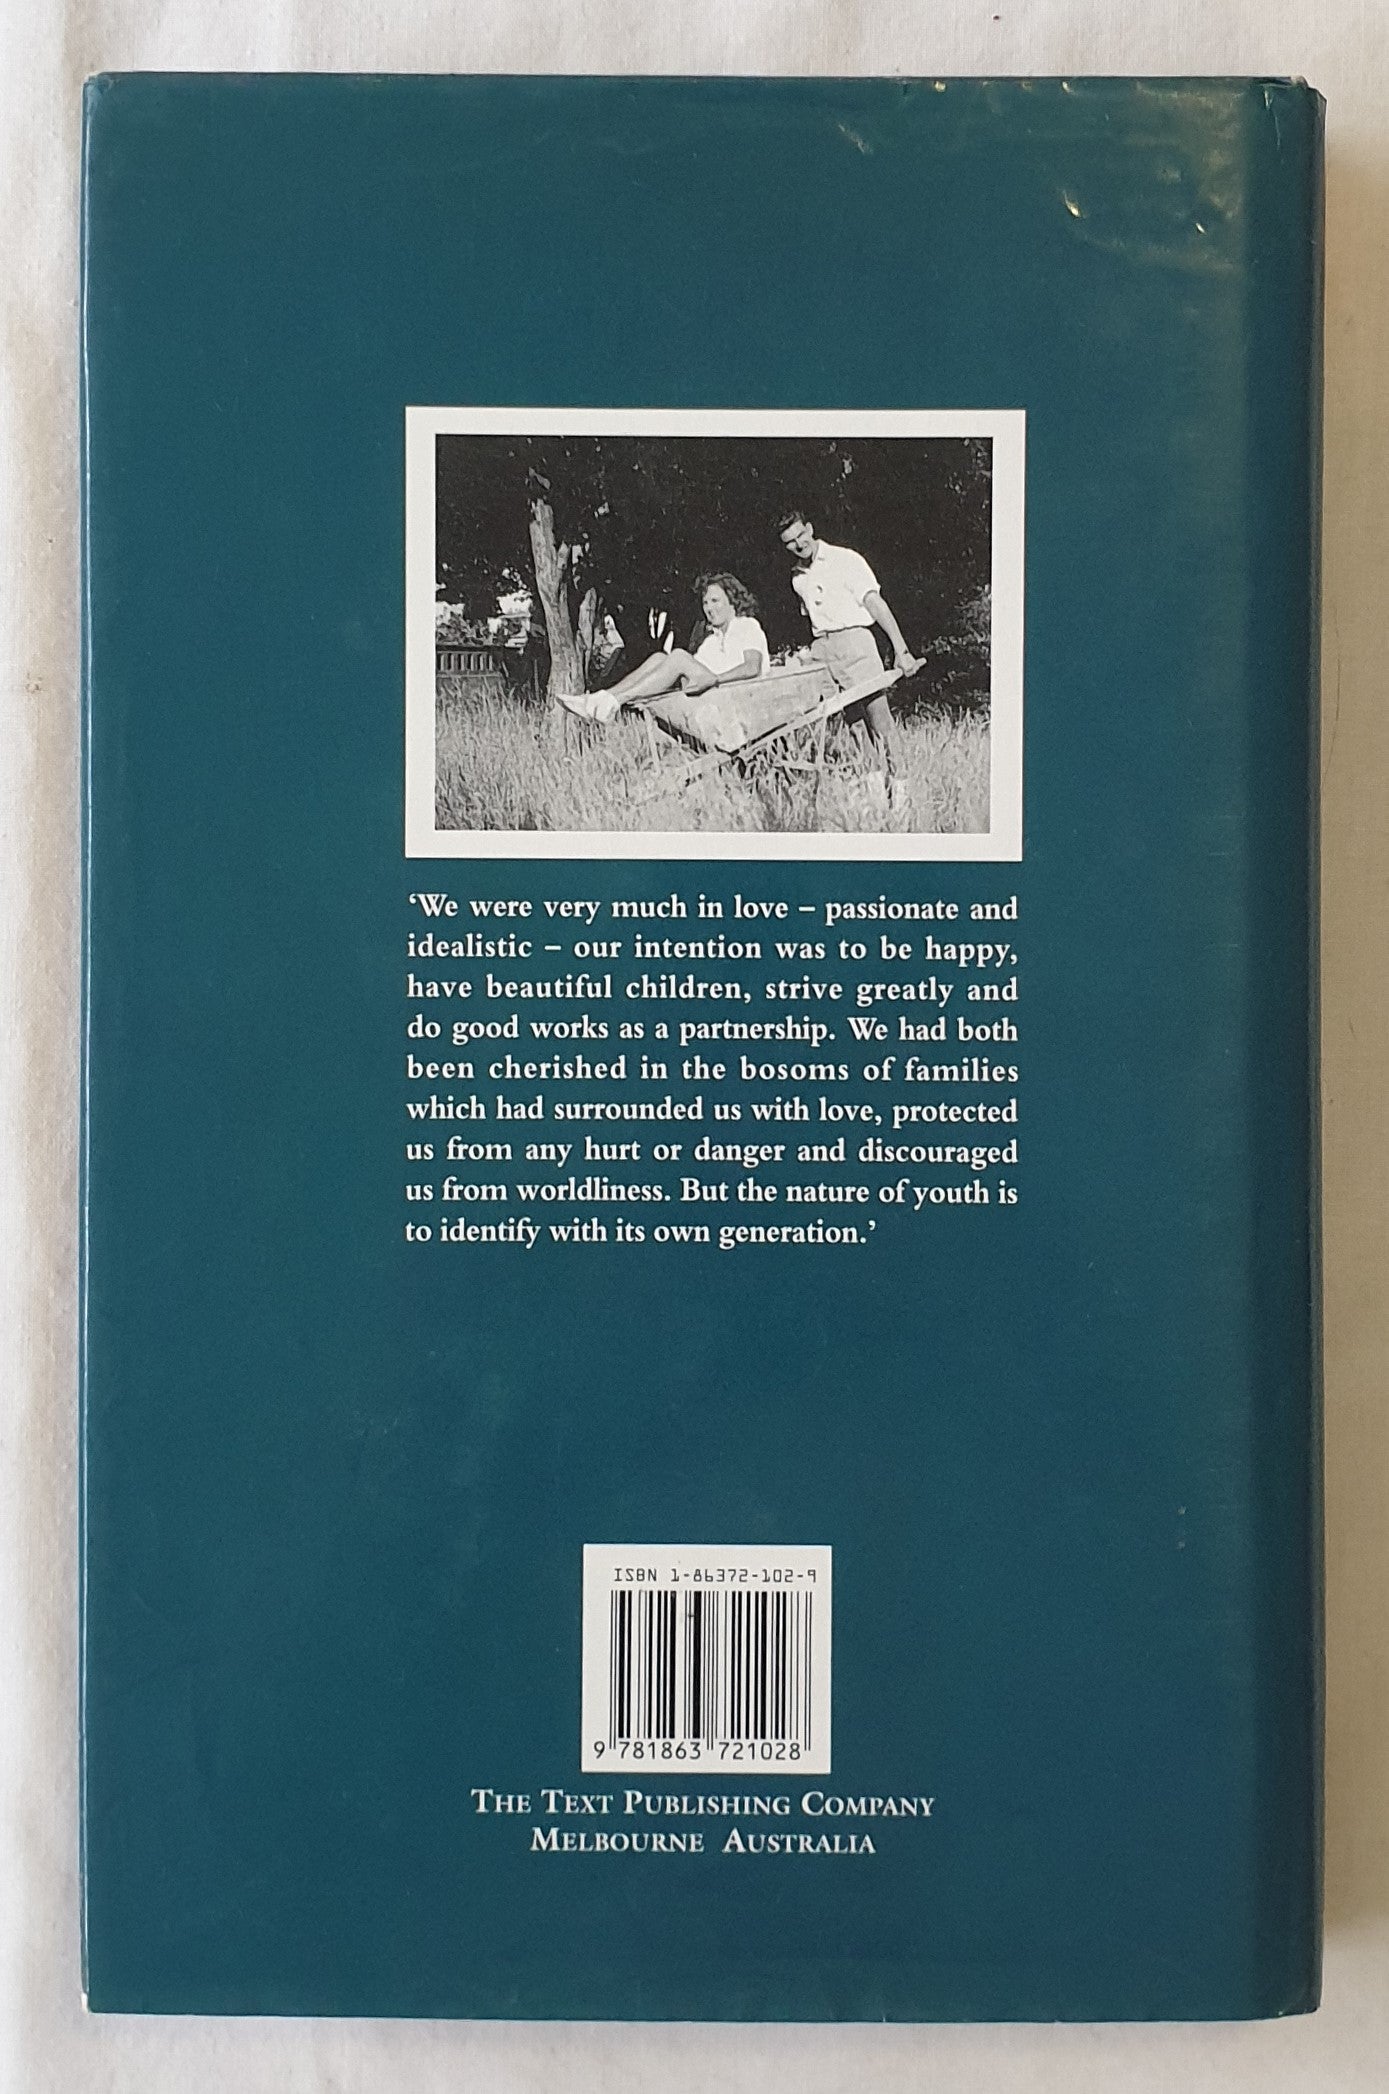 ‘We were very much in love – passionate and
idealistic – our intention was to be happy,
have beautiful children, strive greatly and
do good works as a partnership. We had both
been cherished in the bosoms of families
which had surrounded us with love, protected
us from any hurt or danger and discouraged
us from worldliness. But the nature of youth is
to identify with its own generation.’
ISBN 1-86372-102-9
9 781863 721028
THE TEXT PUBLISHING COMPANY
MELBOURNE AUSTRALIA